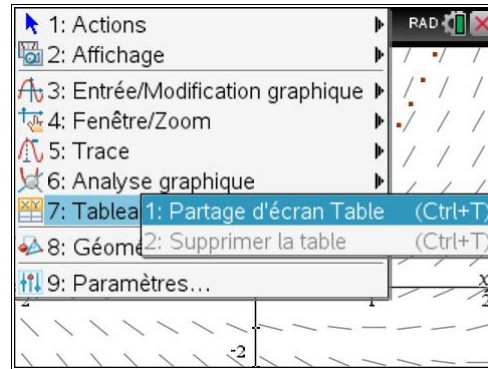 1: Actions
RAD
2: Affichage
3: Entrée/Modification graphique
4: Fenêtre/Zoom
5: Trace
6: Analyse graphique
7: Tablea
1: Partage d'écran Table (Ctrl+T)
8: Géomé
2: Supprimer la table (Ctrl+T)
9: Paramètres...
x
-2